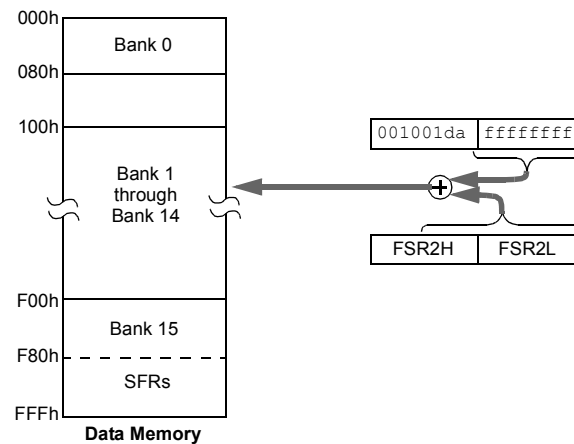 000h
Bank 0
080h
100h
001001da ffffffff
Bank 1
through
Bank 14
FSR2H FSR2L
F00h
Bank 15
F80h
SFRs
FFFh
Data Memory